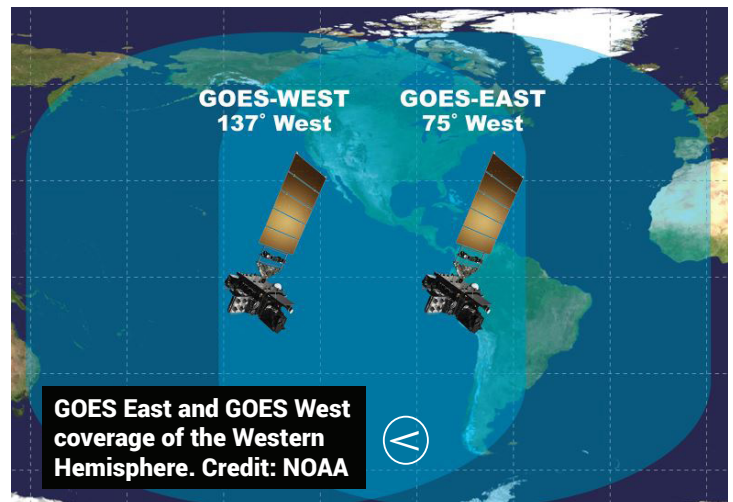 GOES-WEST
137° West
GOES-EAST
75° West
GOES East and GOES West
coverage of the Western
Hemisphere. Credit: NOAA